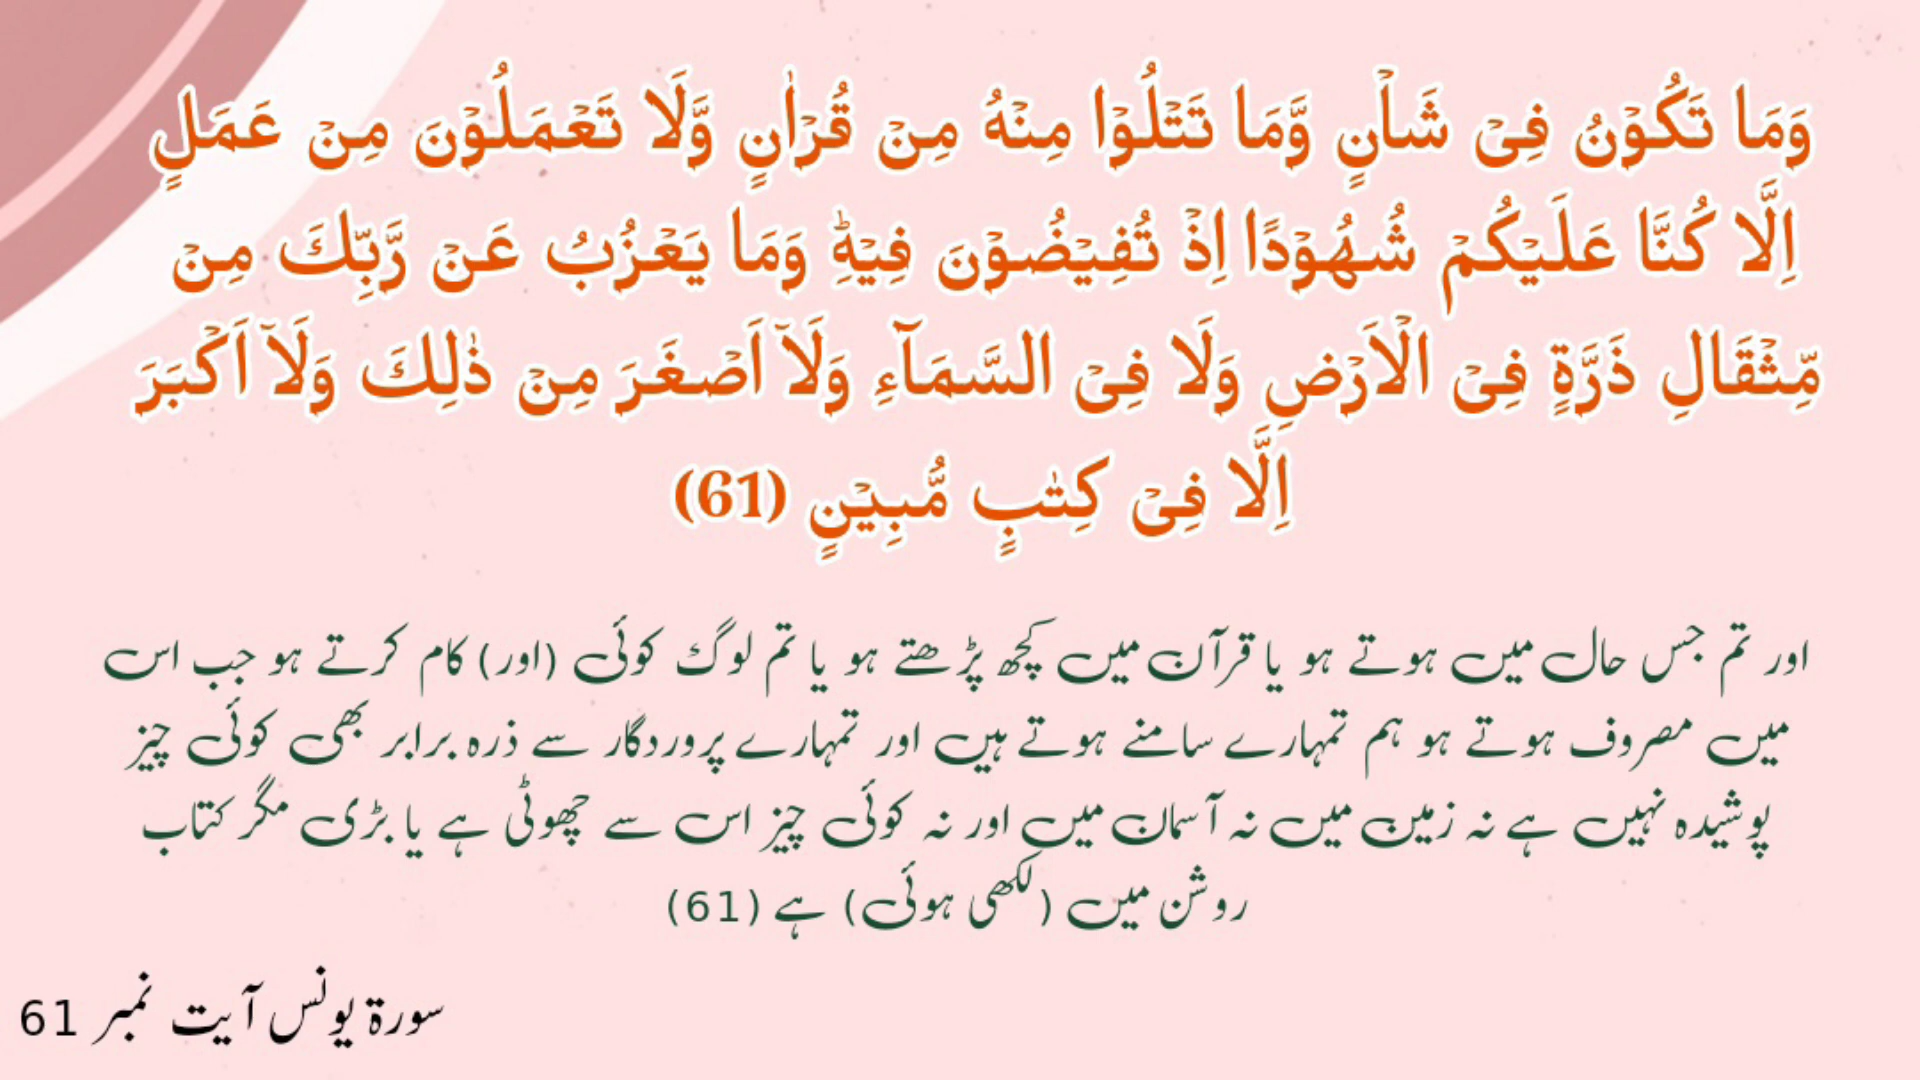 وَمَا تَكُوۡنُ فِىۡ شَاۡنٍ وَّمَا تَتۡلُوۡا مِنۡهُ مِنۡ قُرۡاٰنٍ وَّلَا تَعۡمَلُوۡنَ مِنۡ عَمَلٍ
اِلَّا كُنَّا عَلَيۡكُمۡ شُهُوۡدًا اِذۡ تُفِيۡضُوۡنَ فِيۡهِ‌ؕ وَمَا يَعۡزُبُ عَنۡ رَّبِّكَ مِنۡ
مِّثۡقَالِ ذَرَّةٍ فِىۡ الۡاَرۡضِ وَلَا فِىۡ السَّمَآءِ وَلَاۤ اَصۡغَرَ مِنۡ ذٰلِكَ وَلَاۤ اَكۡبَرَ
اِلَّا فِىۡ كِتٰبٍ مُّبِيۡنٍ (61)
اور تم جس حال میں ہوتے ہو یا قرآن میں کچھ پڑھتے ہو یا تم لوگ کوئی (اور) کام کرتے ہو جب اس
میں مصروف ہوتے ہو ہم تمہارے سامنے ہوتے ہیں اور تمہارے پروردگار سے ذرہ برابر بھی کوئی چیز
پوشیدہ نہیں ہے نہ زمین میں نہ آسمان میں اور نہ کوئی چیز اس سے چھوٹی ہے یا بڑی مگر کتاب
روشن میں (لکھی ہوئی) ہے (61)
سورۃ یونس آیت نمبر 61